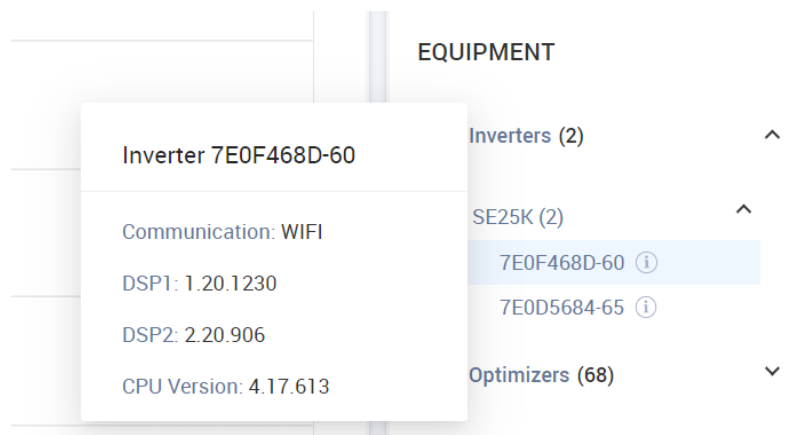 EQUIPMENT
Inverters (2)
SE25K (2)
7E0F468D-60
7E0D5684-65
Optimizers (68)
Inverter 7E0F468D-60
Communication: WIFI
DSP1: 1.20.1230
DSP2: 2.20.906
CPU Version: 4.17.613